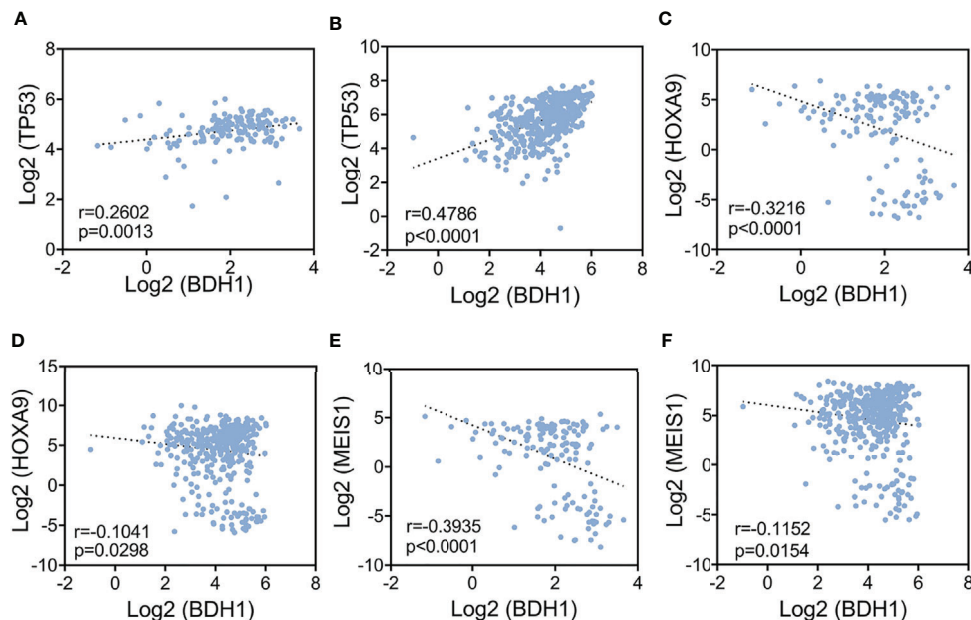 A
8
6
4
2
0
-2
0
2
4
Log2 (TP53)
Log2 (BDH1)
r=0.2602
p=0.0013
B
10
8
6
4
2
0
-2
-2
0
2
4
6
8
Log2 (TP53)
Log2 (BDH1)
r=0.4786
p<0.0001
C
10
5
0
-5
-10
-2
0
2
4
Log2 (HOXA9)
Log2 (BDH1)
r=-0.3216
p<0.0001
D
15
10
5
0
-5
-10
-2
0
2
4
6
8
Log2 (HOXA9)
Log2 (BDH1)
r=-0.1041
p=0.0298
E
10
5
0
-5
-10
-2
0
2
4
Log2 (MEIS1)
Log2 (BDH1)
r=-0.3935
p<0.0001
F
10
5
0
-5
-10
-2
0
2
4
6
8
Log2 (MEIS1)
Log2 (BDH1)
r=-0.1152
p=0.0154